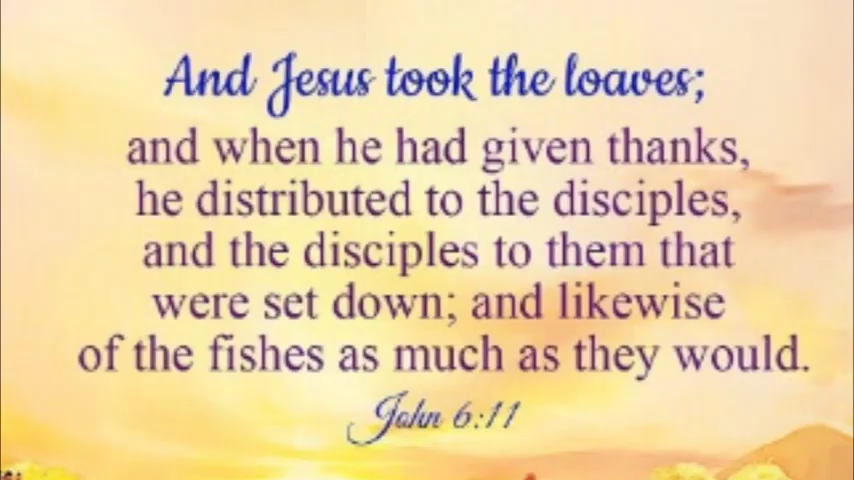 And Jesus took the loaves;
and when he had given thanks,
he distributed to the disciples,
and the disciples to them that
were set down; and likewise
of the fishes as much as they would.
John 6:11